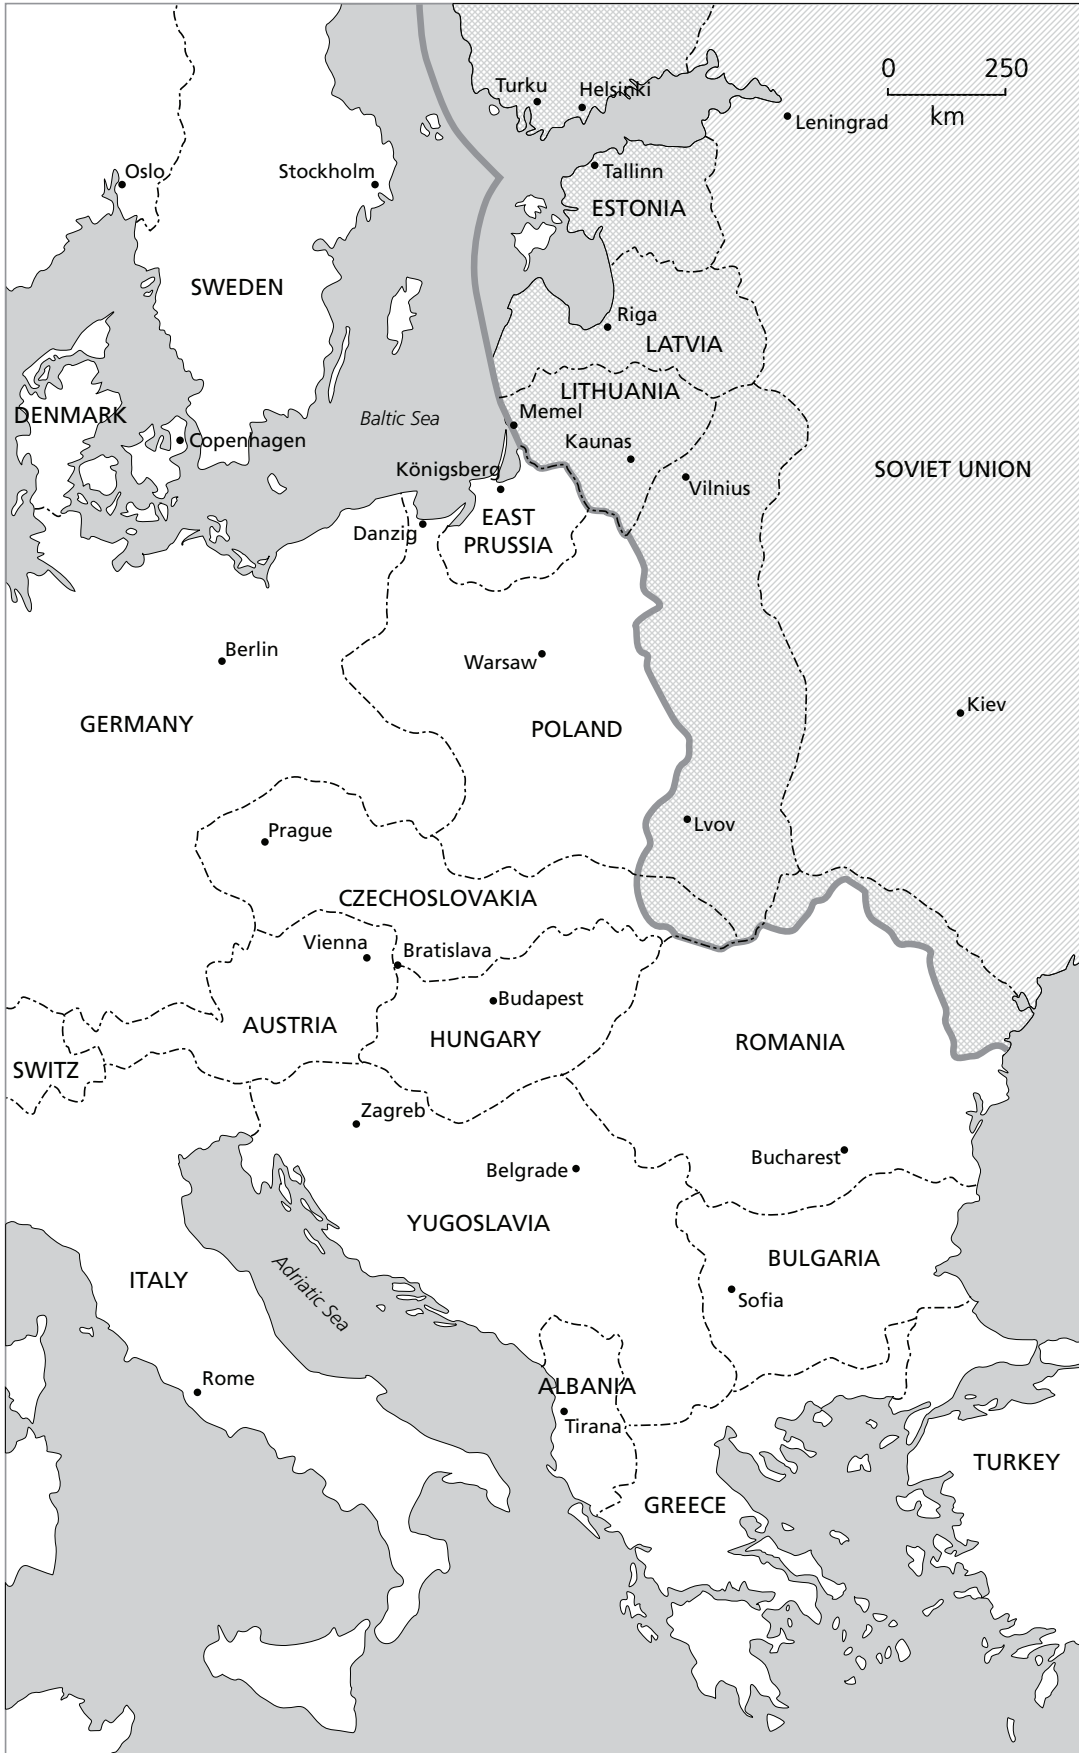 0 250
km
Turku
Helsinki
Leningrad
Oslo
Stockholm
Tallinn
ESTONIA
SWEDEN
Riga
LATVIA
LITHUANIA
DENMARK
Baltic Sea
Memel
Copenhagen
Kaunas
SOVIET UNION
Königsberg
Vilnius
EAST
PRUSSIA
Danzig
Berlin
Warsaw
Kiev
GERMANY
POLAND
Prague
Lvov
CZECHOSLOVAKIA
Vienna
Bratislava
Budapest
AUSTRIA
HUNGARY
ROMANIA
SWITZ
Zagreb
Bucharest
Belgrade
YUGOSLAVIA
BULGARIA
ITALY
Adriatic Sea
Sofia
Rome
ALBANIA
Tirana
TURKEY
GREECE